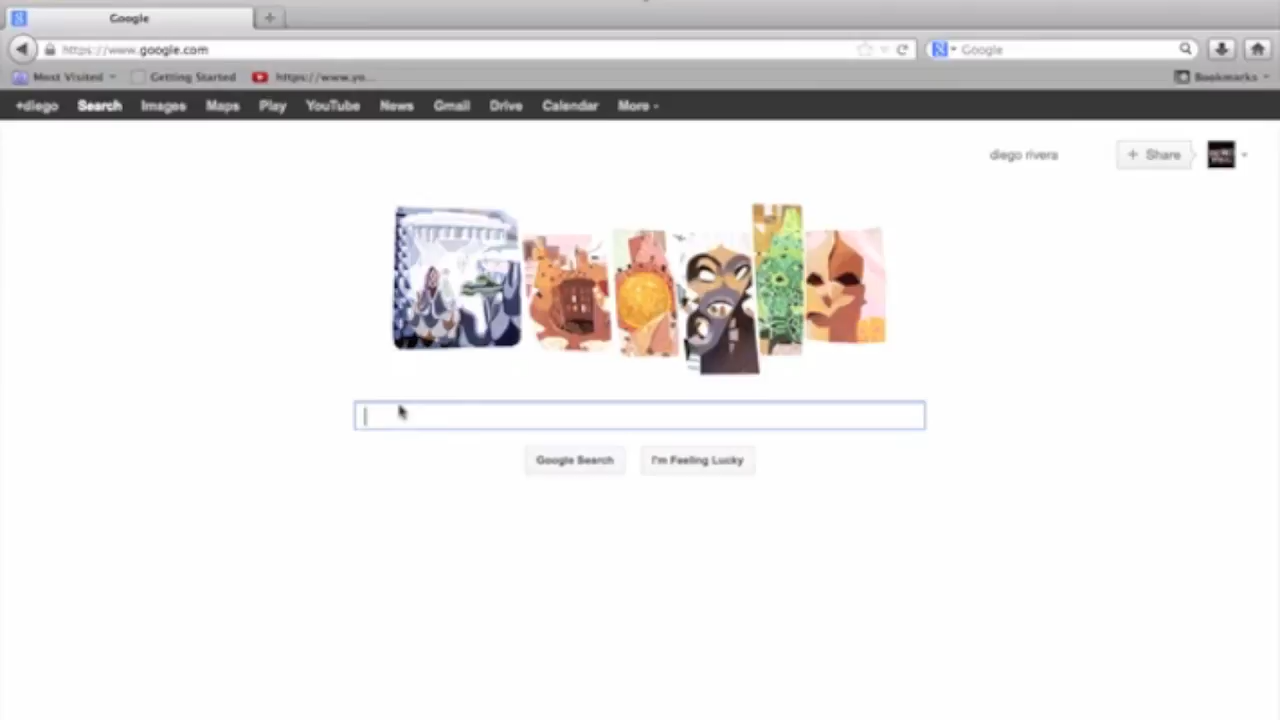 Google
https://www.google.com
Google
Most Visited
Getting Started
https://www.yo...
Bookmarks
+diego Search Images Maps Play YouTube News Gmail Drive Calendar More
diego rivera
+ Share
Google Search
I'm Feeling Lucky